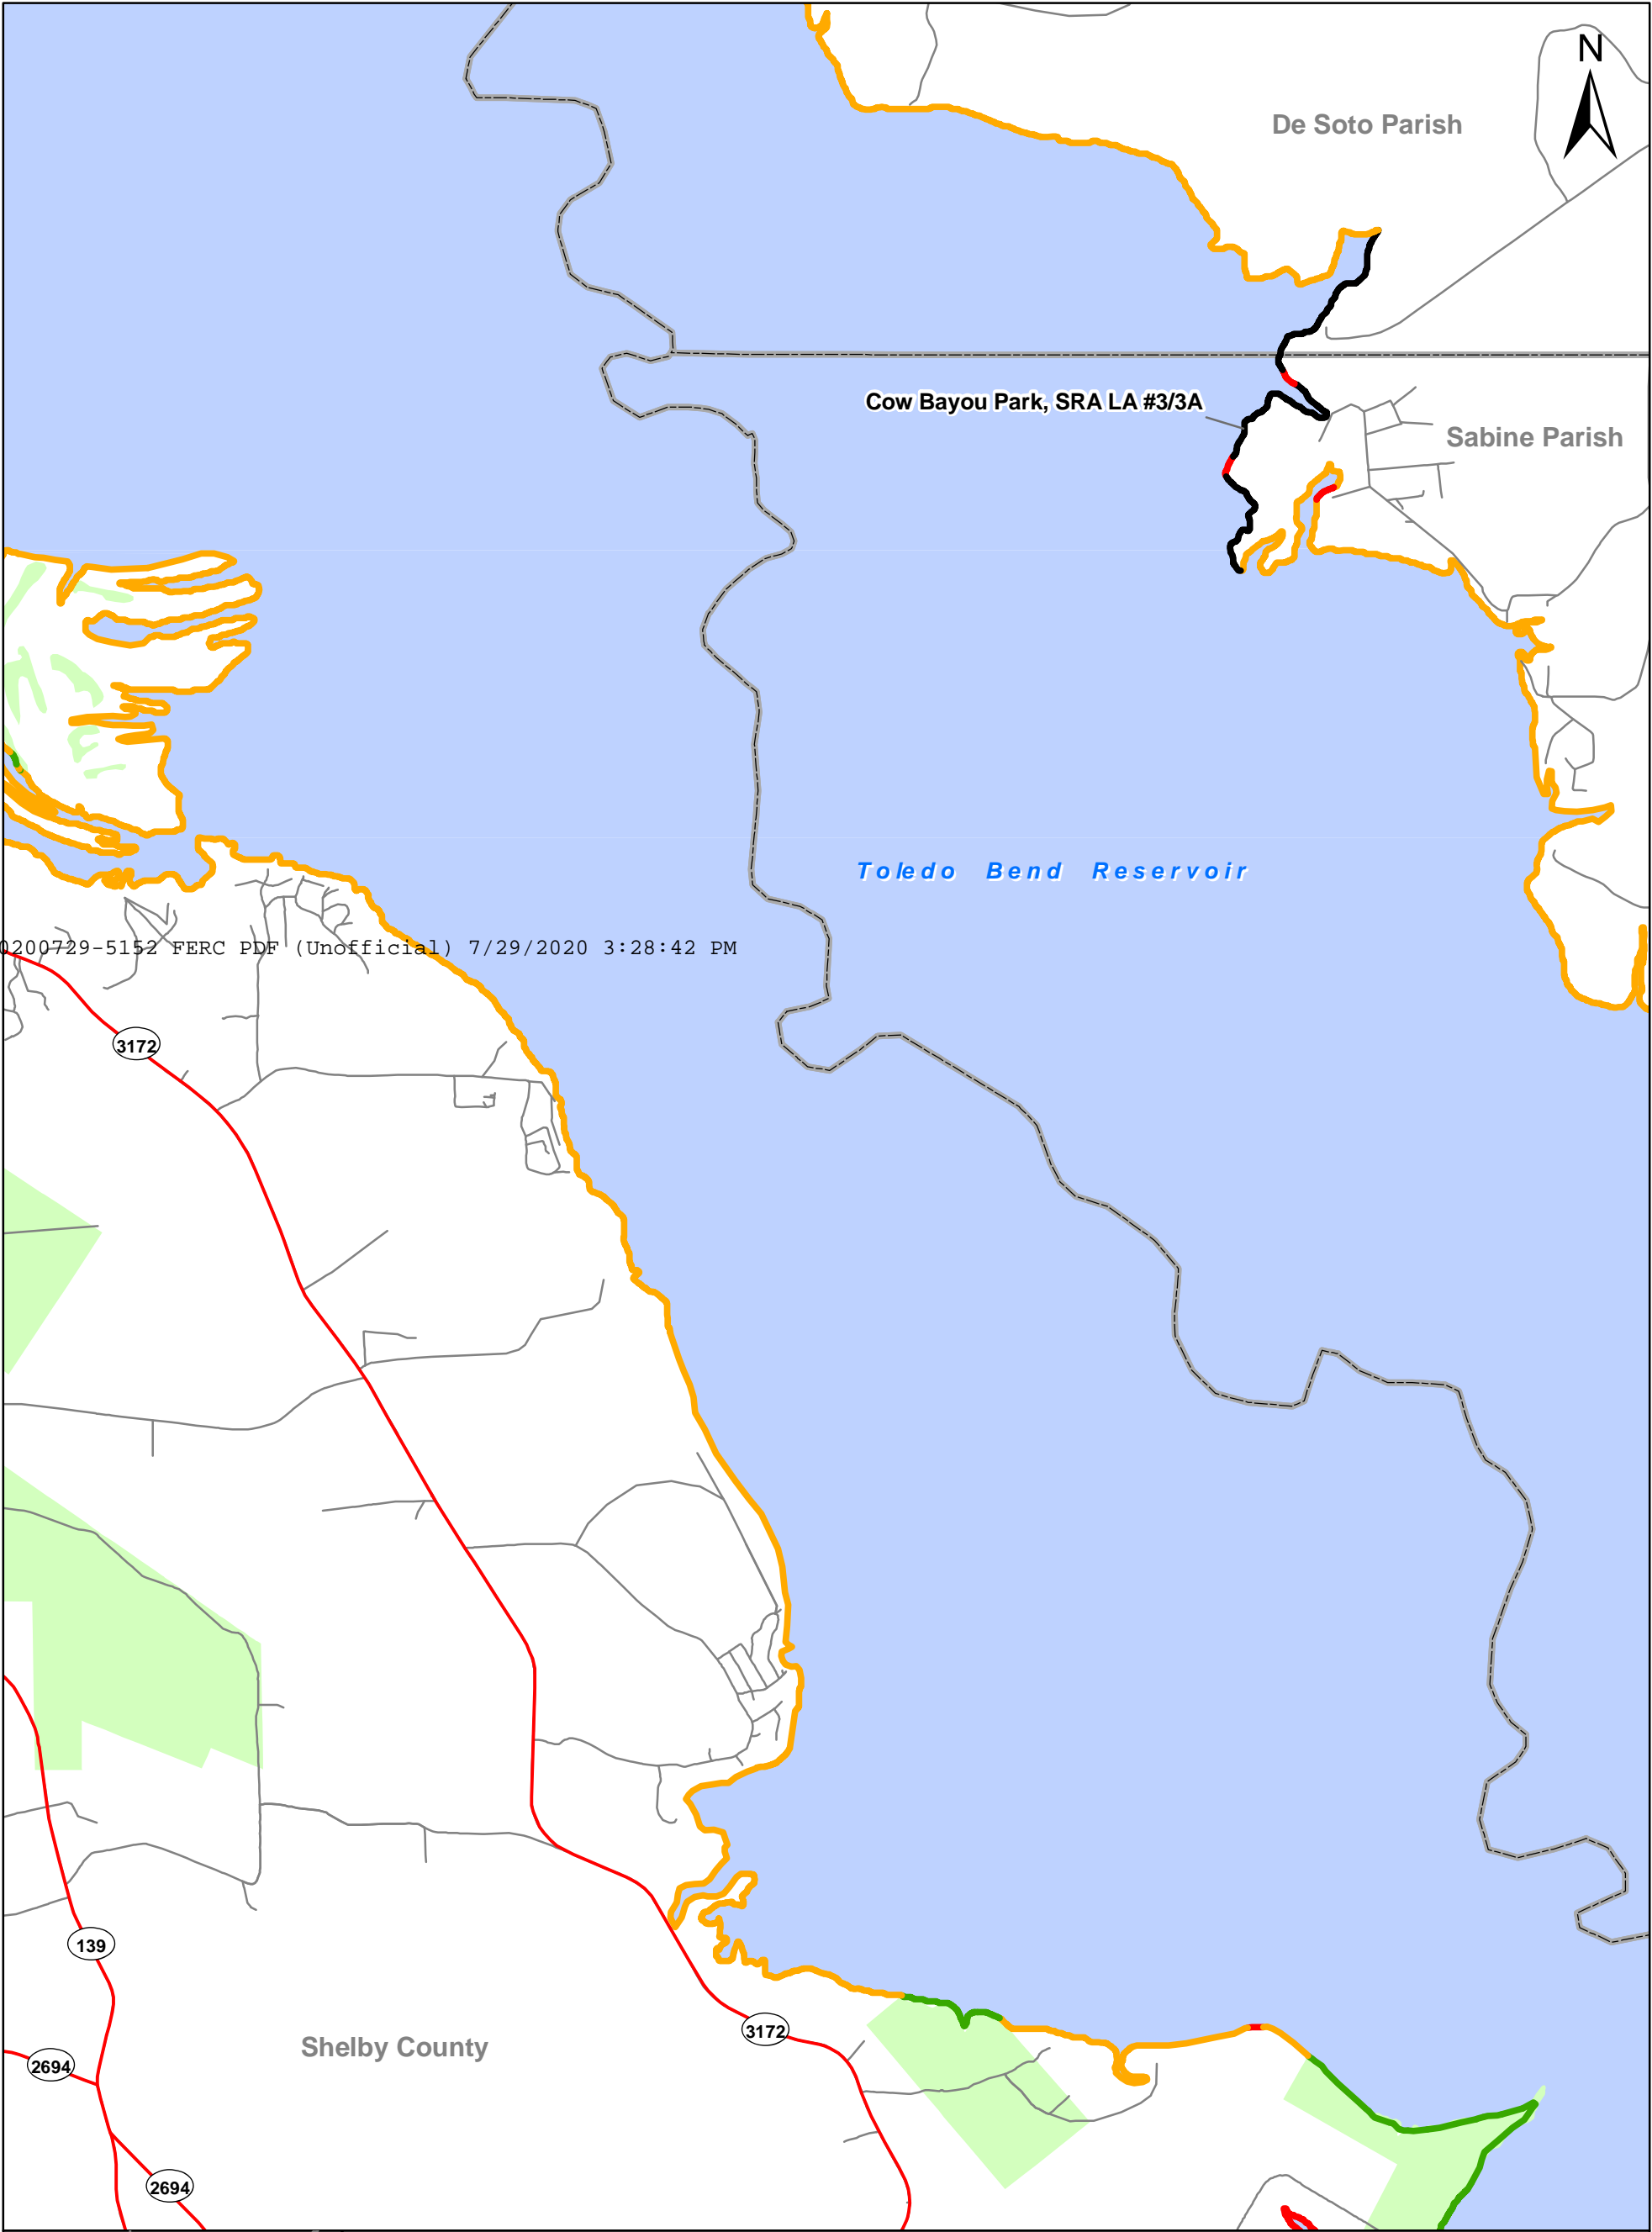 N
De Soto Parish
Cow Bayou Park, SRA LA #3/3A
Sabine Parish
Toledo Bend Reservoir
0200729-5152 FERC PDF (Unofficial) 7/29/2020 3:28:42 PM
3172
139
Shelby County
3172
2694
2694